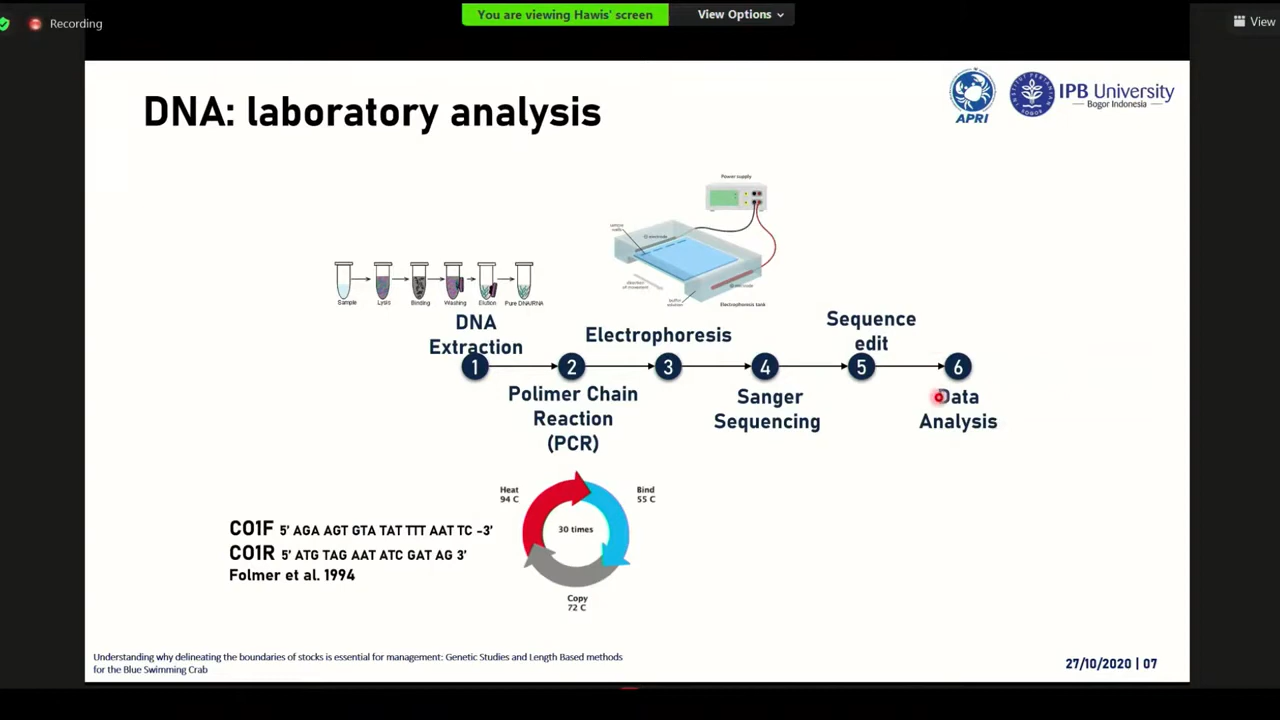 You are viewing Hawis' screen
View Options
Recording
View
DNA: laboratory analysis
APRI
IPB University
Bogor Indonesia
Power supply
Sample
Lysis
Binding
Washing
Elution
Pure DNA/RNA
Electrophoresis tank
DNA
Extraction
Electrophoresis
Sequence
edit
1
2
3
4
5
6
Polimer Chain
Reaction
(PCR)
Sanger
Sequencing
Data
Analysis
Heat
94 C
Bind
55 C
30 times
Copy
72 C
CO1F 5' AGA AGT GTA TAT TTT AAT TC -3'
CO1R 5' ATG TAG AAT ATC GAT AG 3'
Folmer et al. 1994
Understanding why delineating the boundaries of stocks is essential for management: Genetic Studies and Length Based methods
for the Blue Swimming Crab
27/10/2020 | 07